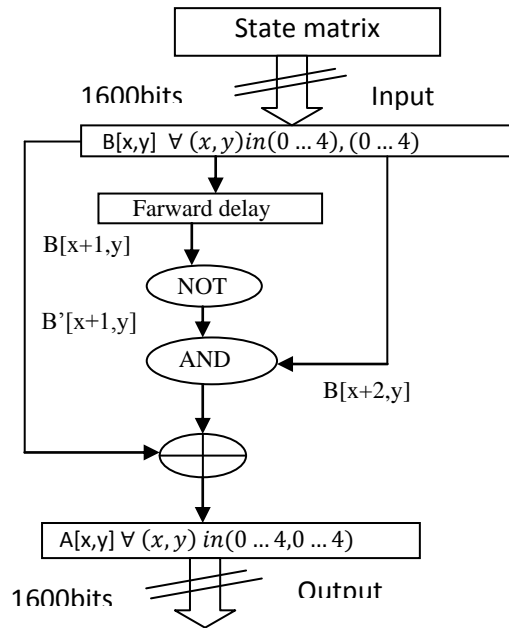 State matrix
1600bits
Input
B[x,y] ∀ (x, y)in(0 … 4), (0 … 4)
Farward delay
B[x+1,y]
NOT
B’[x+1,y]
AND
B[x+2,y]
A[x,y] ∀ (x, y) in(0 … 4,0 … 4)
1600bits
Output